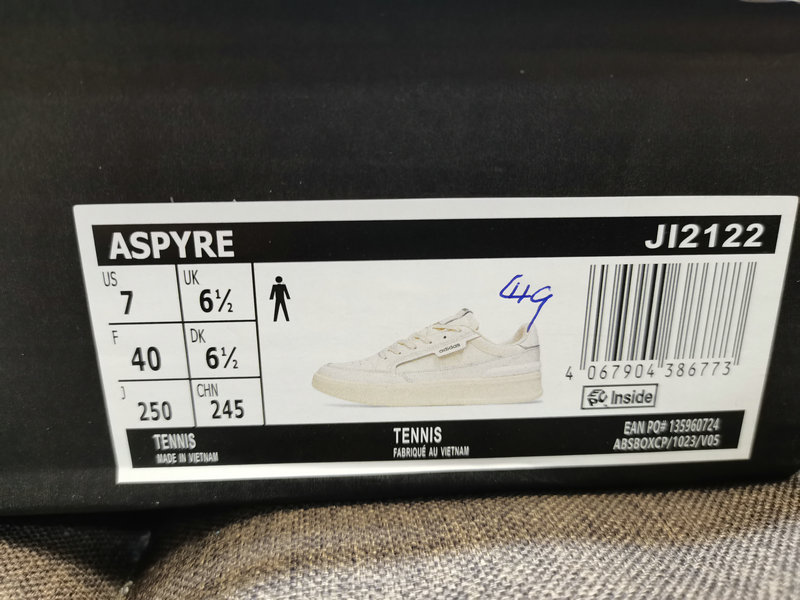 ASPYRE
JI2122
US
7
UK
6½
F
40
DK
6½
J
250
CHN
245
adidas
4 067904 386773
Inside
TENNIS
MADE IN VIETNAM
TENNIS
FABRIQUÉ AU VIETNAM
EAN PO# 135960724
ABSBOXCP/1023/V05